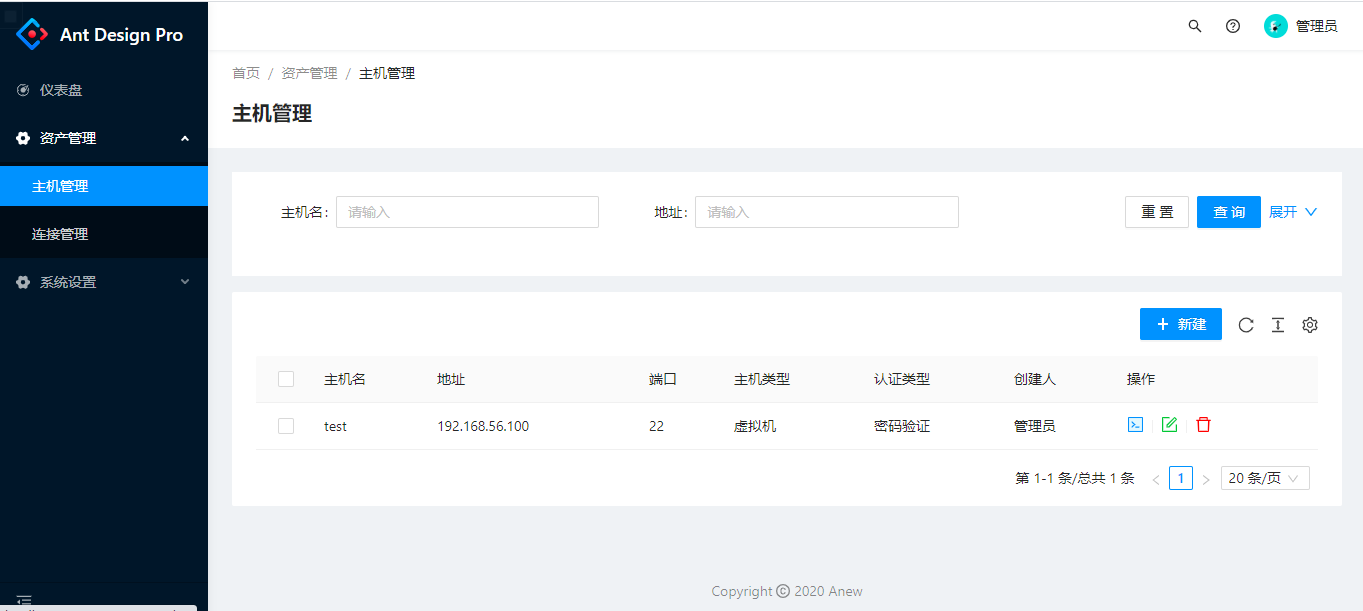 Ant Design Pro
管理员
仪表盘
资产管理
主机管理
连接管理
系统设置
首页 / 资产管理 / 主机管理
主机管理
主机名: 请输入 地址: 请输入 重 置 查 询 展开
+ 新建
主机名 地址 端口 主机类型 认证类型 创建人 操作
test 192.168.56.100 22 虚拟机 密码验证 管理员
第 1-1 条/总共 1 条 < 1 > 20 条/页
Copyright © 2020 Anew